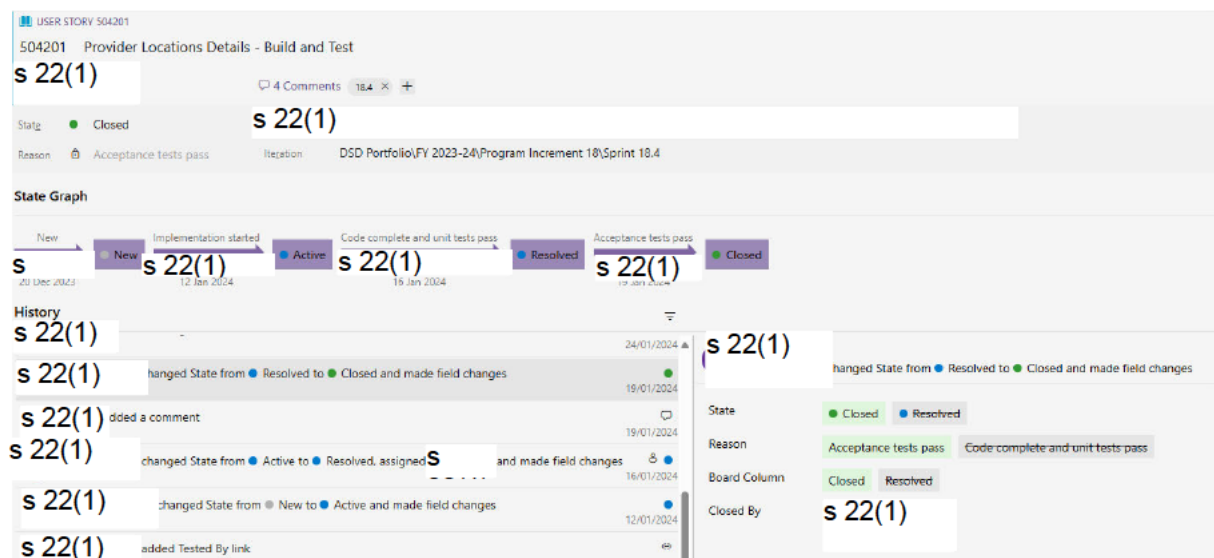 USER STORY 504201
504201 Provider Locations Details - Build and Test
s 22(1)
4 Comments 18.4 × +
State Closed s 22(1)
Reason Acceptance tests pass Iteration DSD Portfolio\FY 2023-24\Program Increment 18\Sprint 18.4
State Graph
New Implementation started Code complete and unit tests pass Acceptance tests pass
s New s 22(1) Active s 22(1) Resolved s 22(1) Closed
20 Dec 2023 12 Jan 2024 16 Jan 2024 19 Jan 2024
History
s 22(1)
24/01/2024
s 22(1) hanged State from Resolved to Closed and made field changes
19/01/2024
s 22(1) dded a comment
19/01/2024
s 22(1) changed State from Active to Resolved, assigned s and made field changes
16/01/2024
s 22(1) changed State from New to Active and made field changes
12/01/2024
s 22(1) added Tested By link
s 22(1)
hanged State from Resolved to Closed and made field changes
State Closed Resolved
Reason Acceptance tests pass Code complete and unit tests pass
Board Column Closed Resolved
Closed By s 22(1)